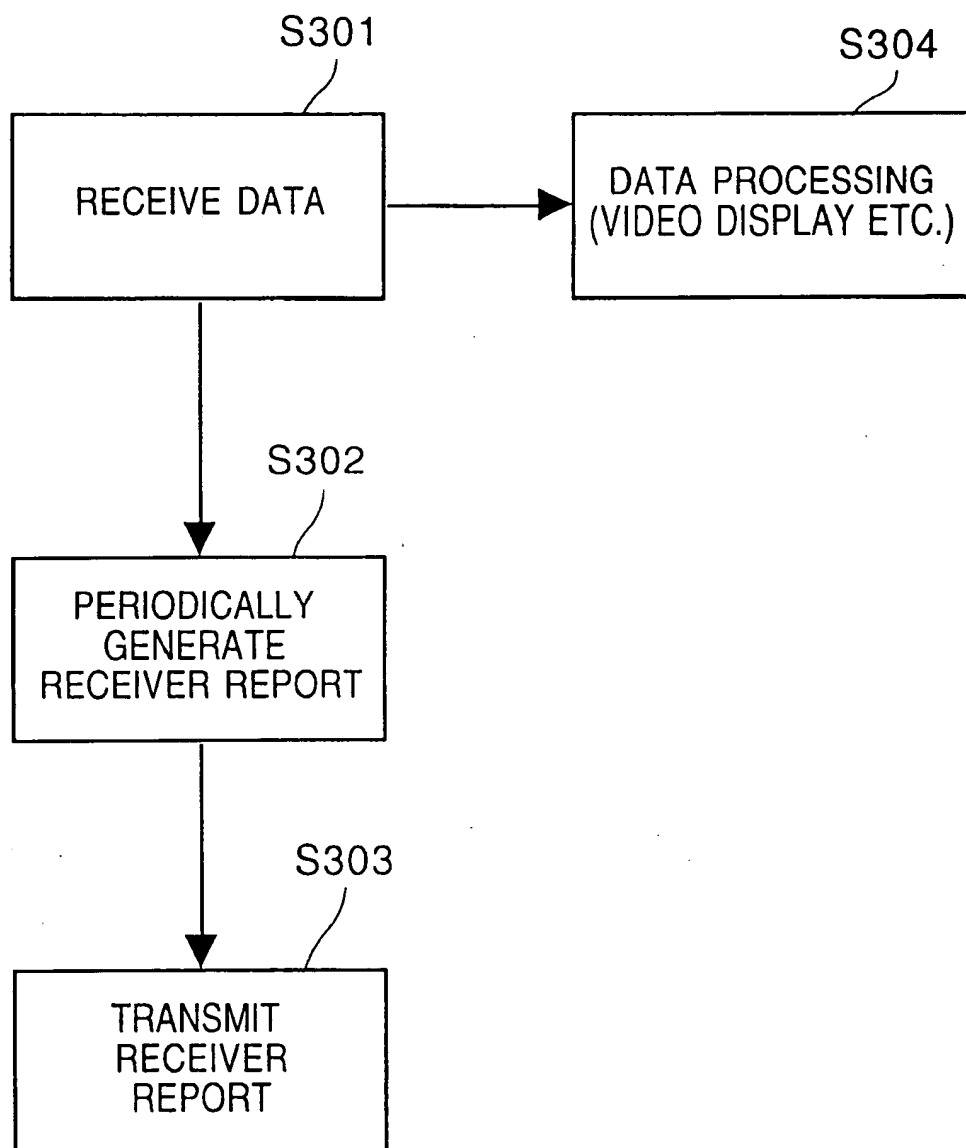 S301
RECEIVE DATA
S304
DATA PROCESSING
(VIDEO DISPLAY ETC.)
S302
PERIODICALLY
GENERATE
RECEIVER REPORT
S303
TRANSMIT
RECEIVER
REPORT